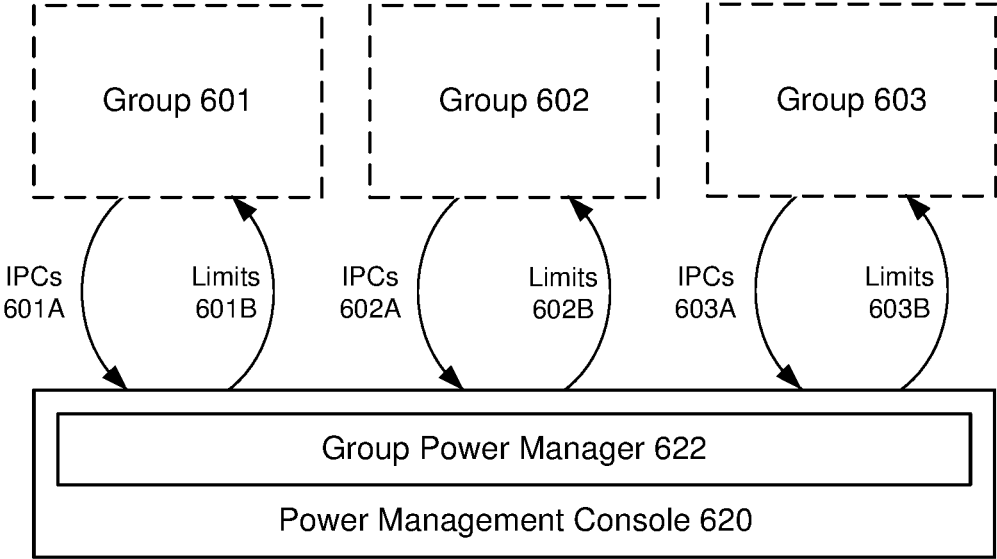 Group 601
Group 602
Group 603
IPCs
601A
Limits
601B
IPCs
602A
Limits
602B
IPCs
603A
Limits
603B
Group Power Manager 622
Power Management Console 620